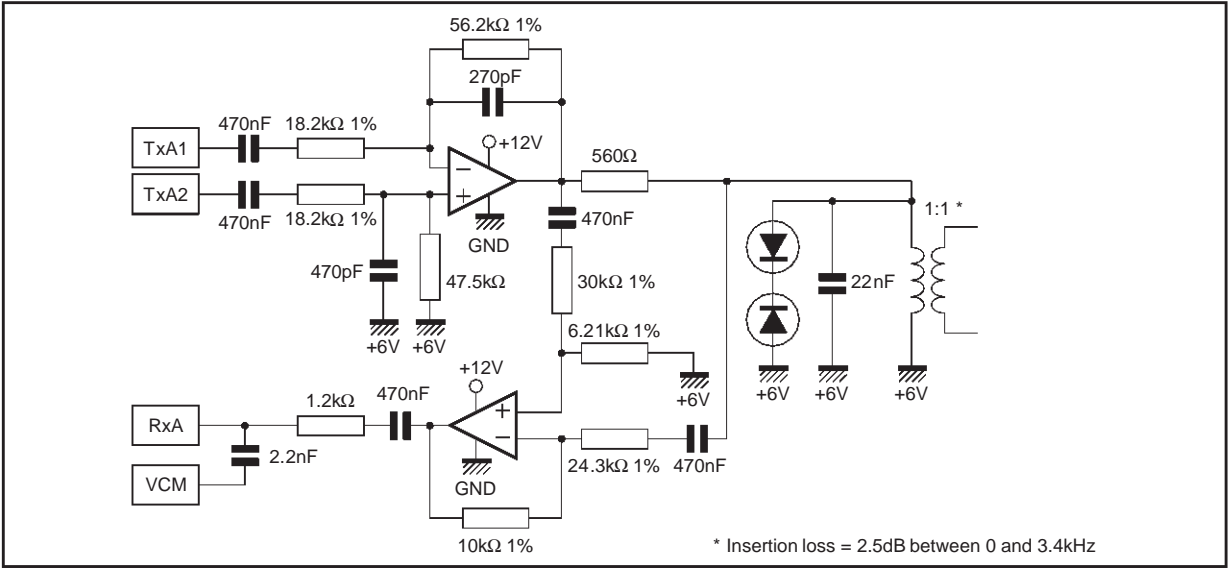 56.2kΩ 1%
270pF
470nF
18.2kΩ 1%
TxA1
+12V
560Ω
TxA2
470nF
18.2kΩ 1%
GND
470nF
1:1 *
470pF
47.5kΩ
30kΩ 1%
22nF
+6V
+6V
6.21kΩ 1%
+12V
+6V
+6V
+6V
+6V
470nF
1.2kΩ
RxA
2.2nF
VCM
GND
24.3kΩ 1%
470nF
10kΩ 1%
* Insertion loss = 2.5dB between 0 and 3.4kHz